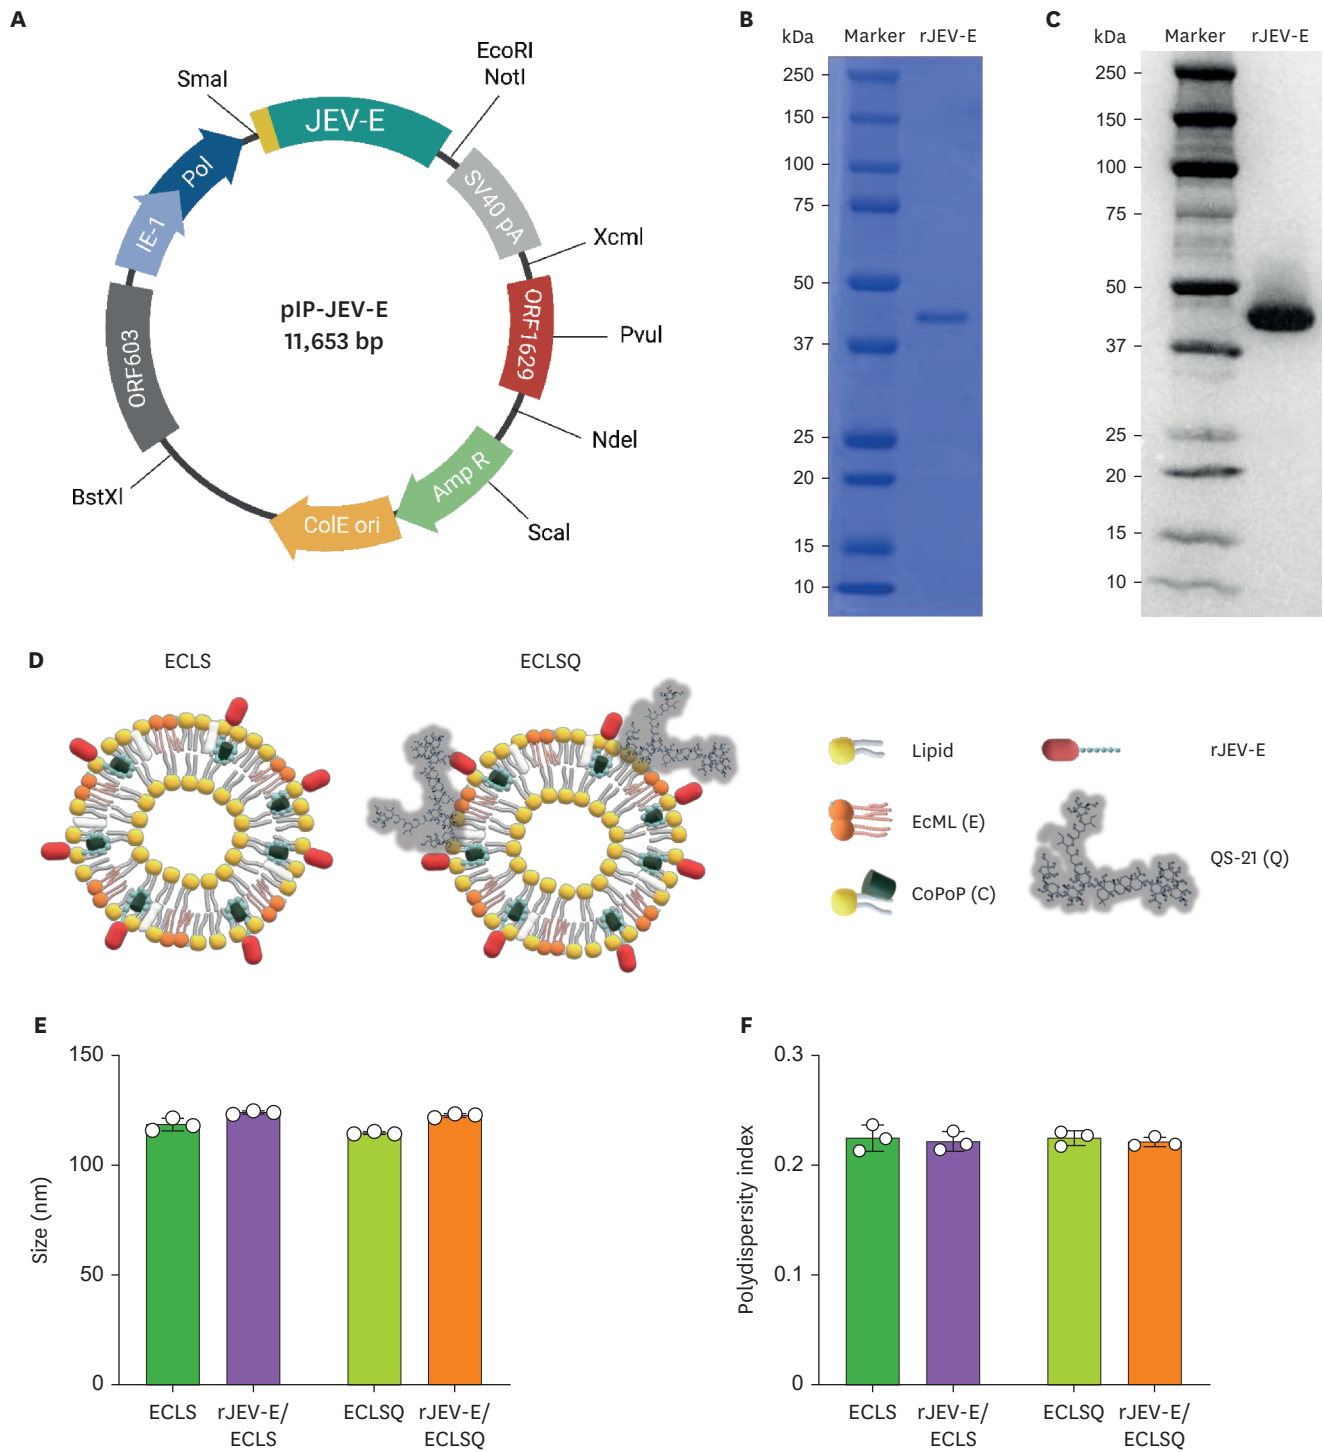 A
EcoRI
NotI
SmaI
JEV-E
Pol
SV40 pA
IE-1
XcmI
pIP-JEV-E
11,653 bp
ORF1629
PvuI
ORF603
NdeI
Amp R
BstXI
ColE ori
ScaI
B
kDa
Marker
rJEV-E
250
150
100
75
50
37
25
20
15
10
C
kDa
Marker
rJEV-E
250
150
100
75
50
37
25
20
15
10
D
ECLS
ECLSQ
Lipid
rJEV-E
EcML (E)
QS-21 (Q)
CoPoP (C)
E
150
100
50
0
Size (nm)
ECLS
rJEV-E/
ECLS
ECLSQ
rJEV-E/
ECLSQ
F
0.3
0.2
0.1
0
Polydispersity index
ECLS
rJEV-E/
ECLS
ECLSQ
rJEV-E/
ECLSQ